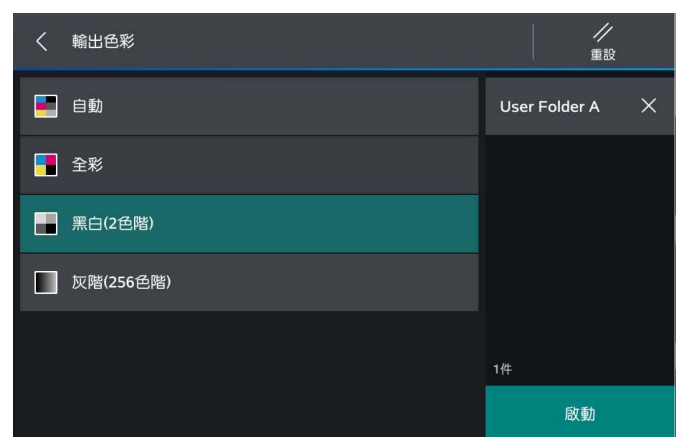 輸出色彩
重設
自動
全彩
黑白(2色階)
灰階(256色階)
User Folder A
1件
啟動